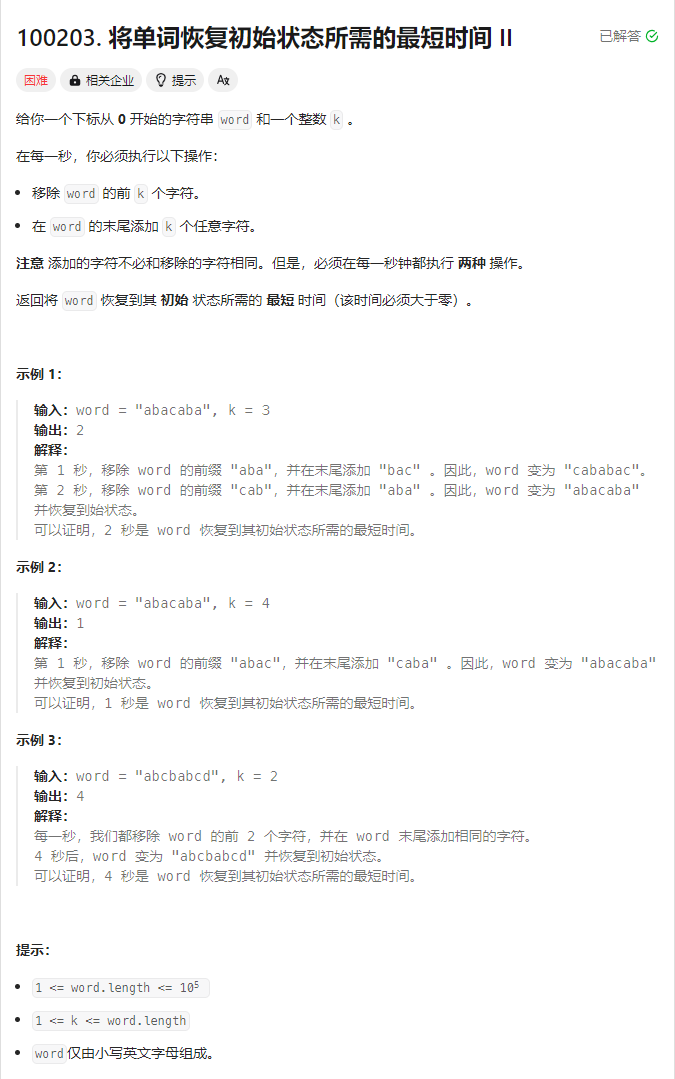 100203. 将单词恢复初始状态所需的最短时间 II
已解答
困难 相关企业 提示 Aあ
给你一个下标从 0 开始的字符串 word 和一个整数 k 。
在每一秒，你必须执行以下操作：
• 移除 word 的前 k 个字符。
• 在 word 的末尾添加 k 个任意字符。
注意 添加的字符不必和移除的字符相同。但是，必须在每一秒钟都执行 两种 操作。
返回将 word 恢复到其 初始 状态所需的 最短 时间（该时间必须大于零）。
示例 1：
输入：word = "abacaba", k = 3
输出：2
解释：
第 1 秒，移除 word 的前缀 "aba"，并在末尾添加 "bac" 。因此，word 变为 "cababac"。
第 2 秒，移除 word 的前缀 "cab"，并在末尾添加 "aba" 。因此，word 变为 "abacaba"
并恢复到始状态。
可以证明，2 秒是 word 恢复到其初始状态所需的最短时间。
示例 2：
输入：word = "abacaba", k = 4
输出：1
解释：
第 1 秒，移除 word 的前缀 "abac"，并在末尾添加 "caba" 。因此，word 变为 "abacaba"
并恢复到初始状态。
可以证明，1 秒是 word 恢复到其初始状态所需的最短时间。
示例 3：
输入：word = "abcbabcd", k = 2
输出：4
解释：
每一秒，我们都移除 word 的前 2 个字符，并在 word 末尾添加相同的字符。
4 秒后，word 变为 "abcbabcd" 并恢复到初始状态。
可以证明，4 秒是 word 恢复到其初始状态所需的最短时间。
提示：
• 1 <= word.length <= 10⁵
• 1 <= k <= word.length
• word仅由小写英文字母组成。